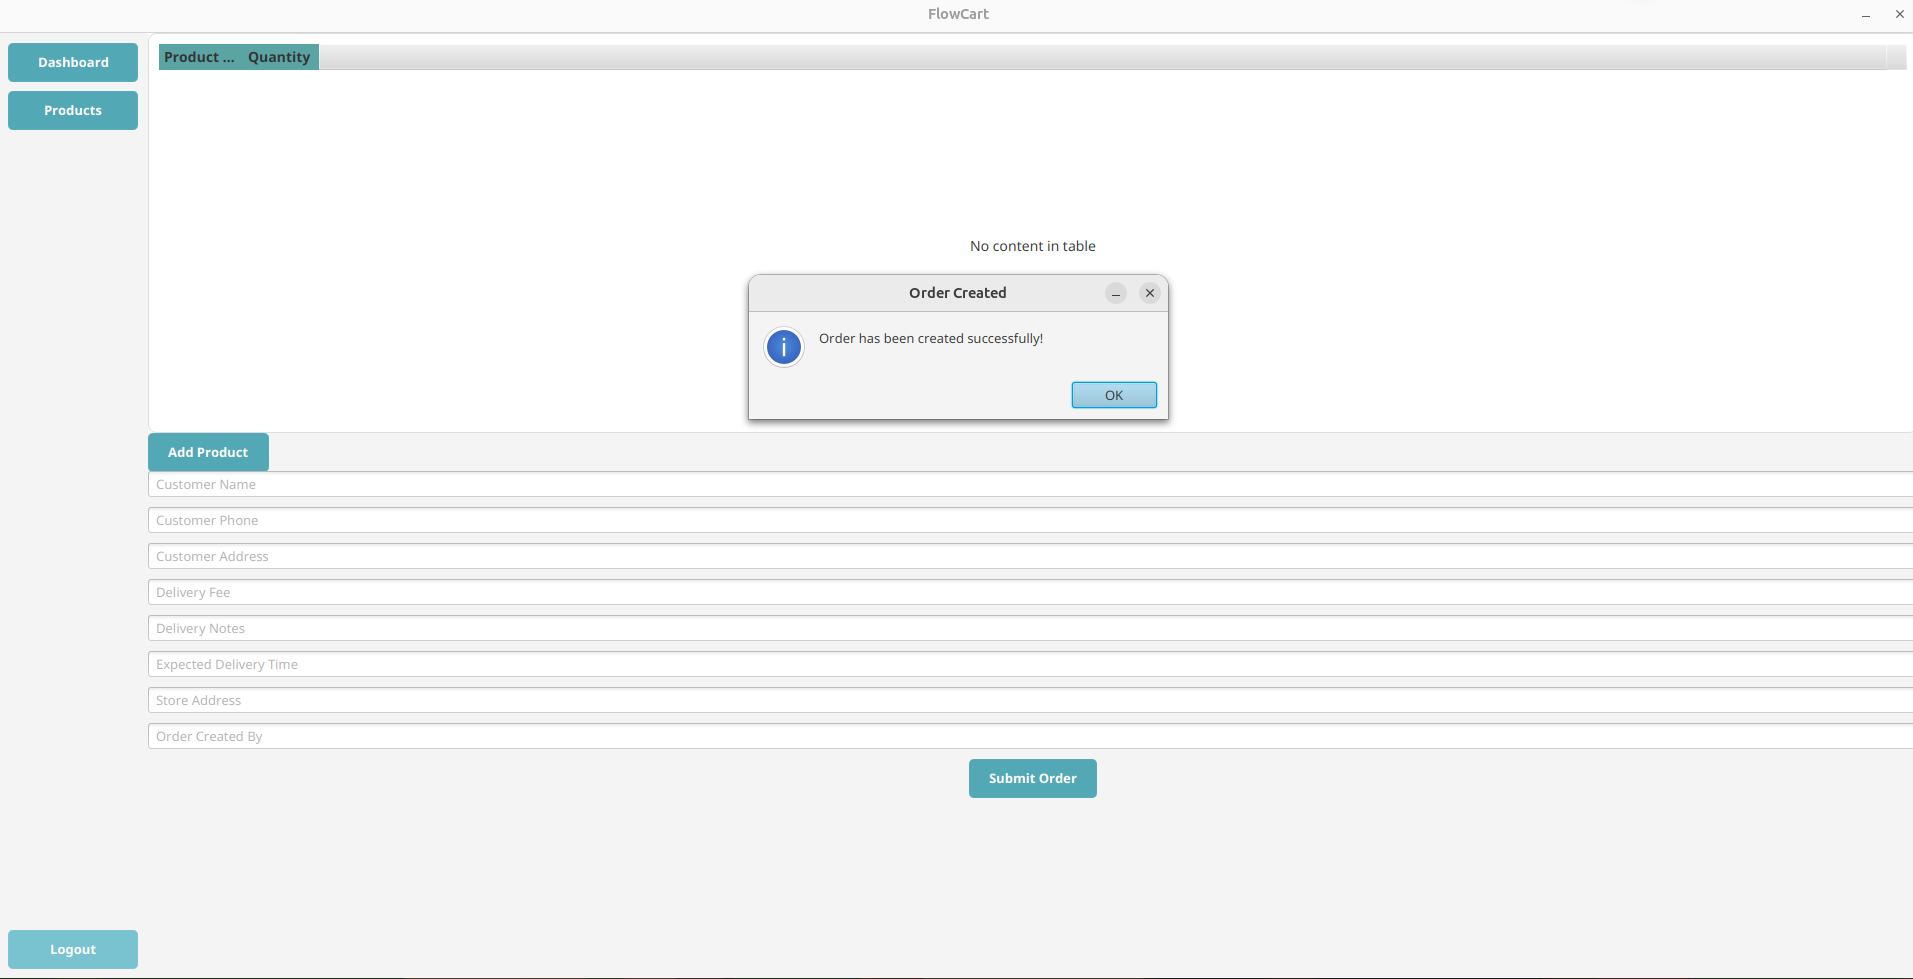 FlowCart
Dashboard
Products
Product ... Quantity
No content in table
Order Created
Order has been created successfully!
OK
Add Product
Customer Name
Customer Phone
Customer Address
Delivery Fee
Delivery Notes
Expected Delivery Time
Store Address
Order Created By
Submit Order
Logout